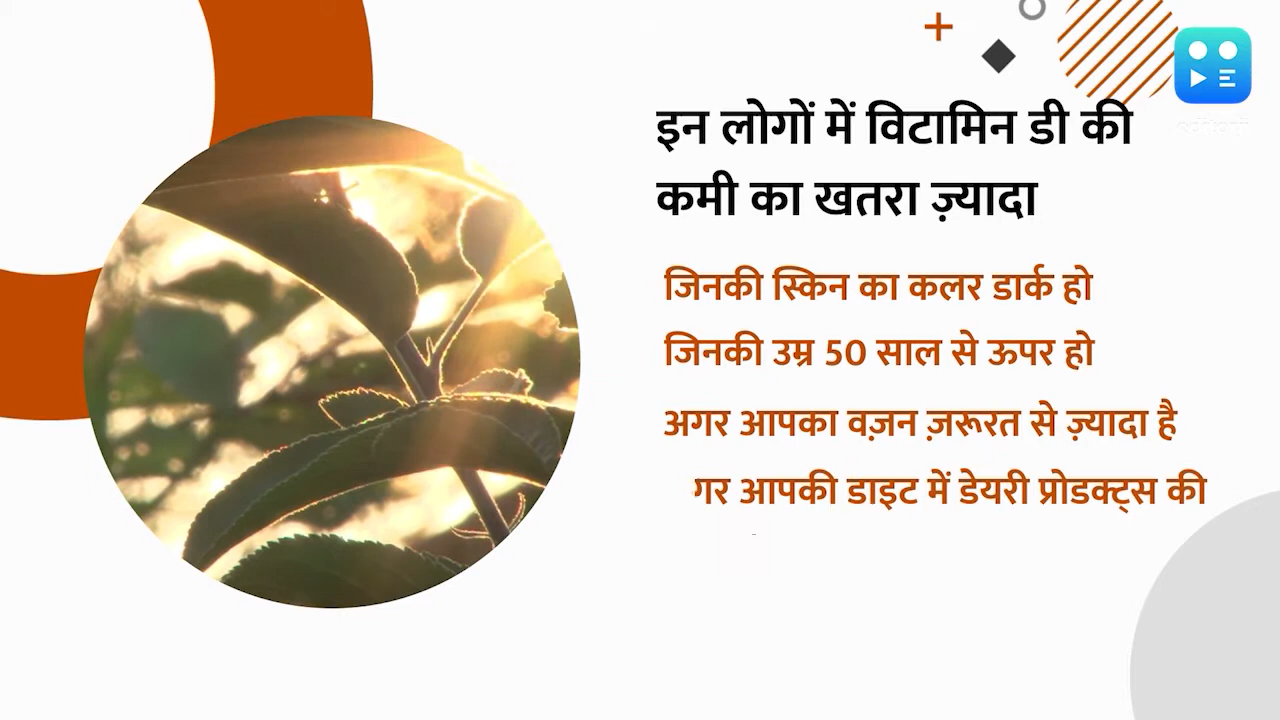 इन लोगों में विटामिन डी की
कमी का खतरा ज़्यादा
जिनकी स्किन का कलर डार्क हो
जिनकी उम्र 50 साल से ऊपर हो
अगर आपका वज़न ज़रूरत से ज़्यादा है
गर आपकी डाइट में डेयरी प्रोडक्ट्स की